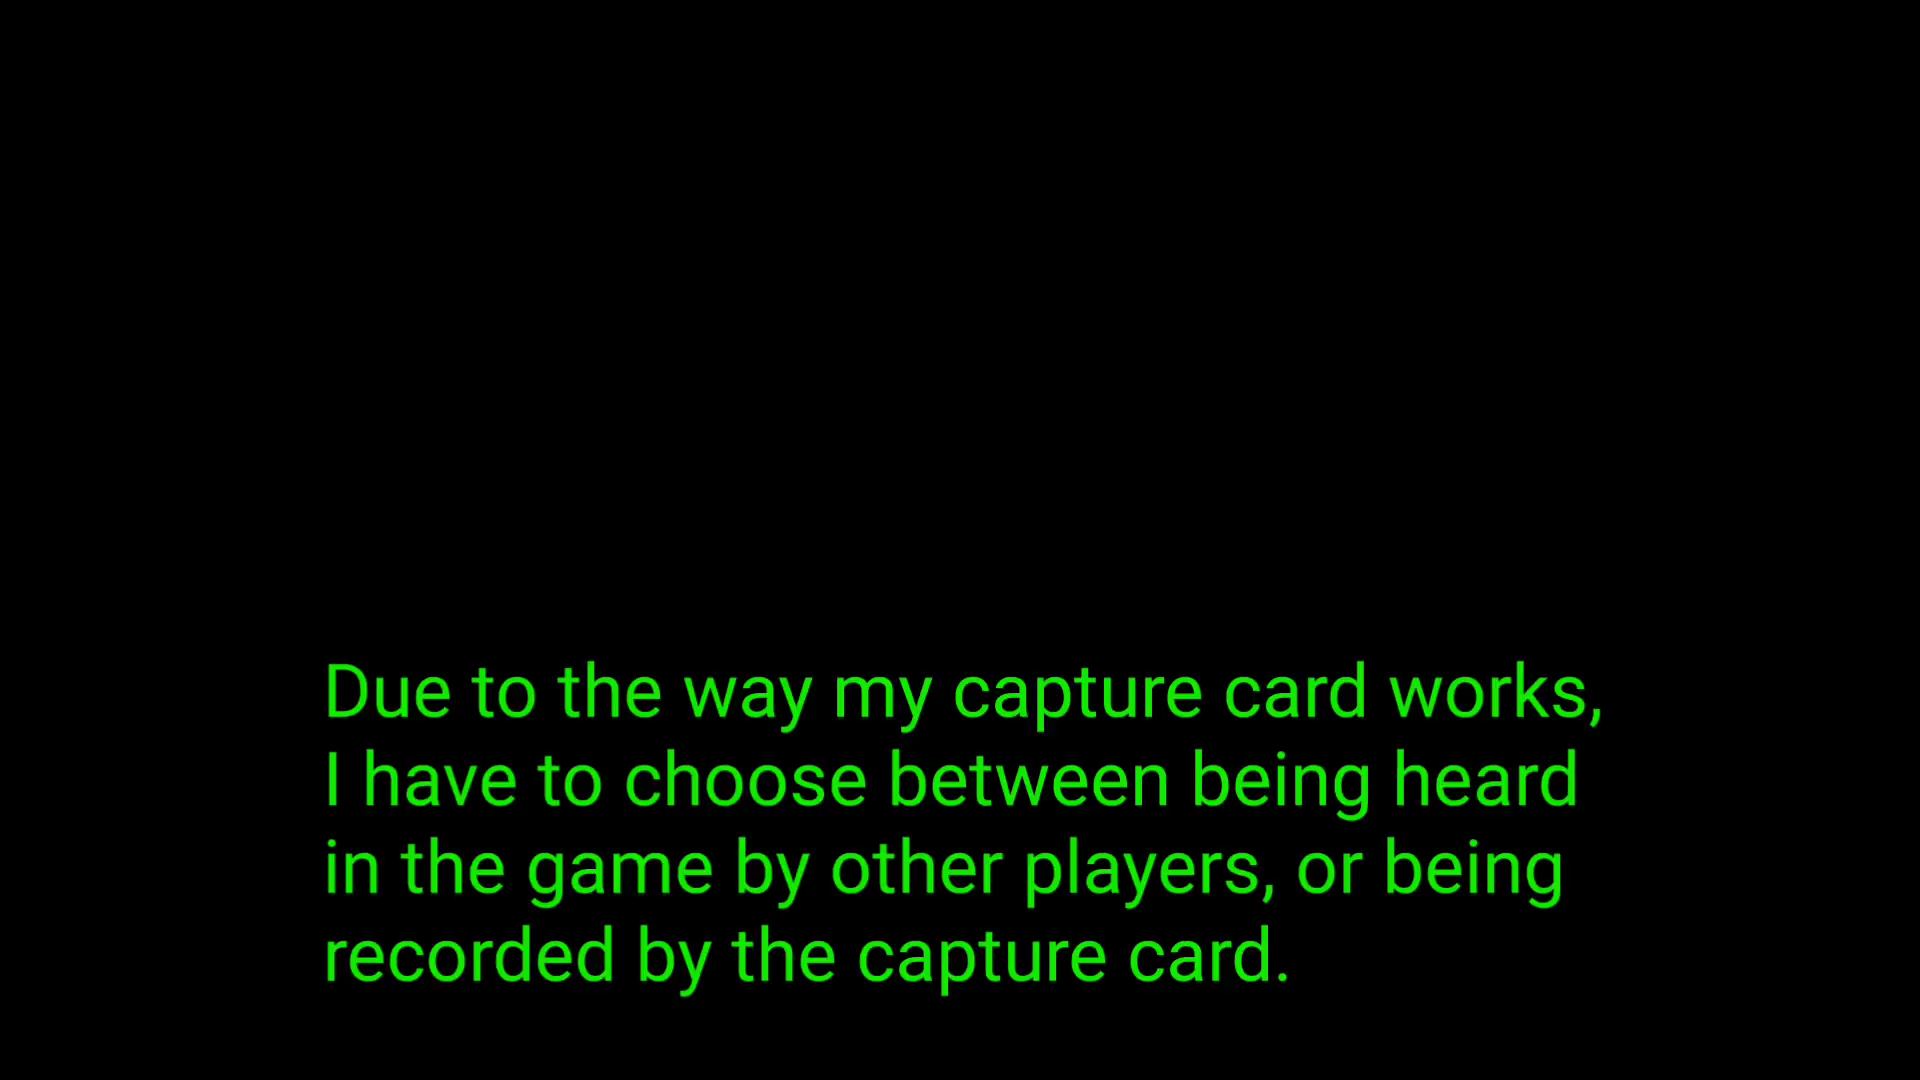 Due to the way my capture card works,
I have to choose between being heard
in the game by other players, or being
recorded by the capture card.